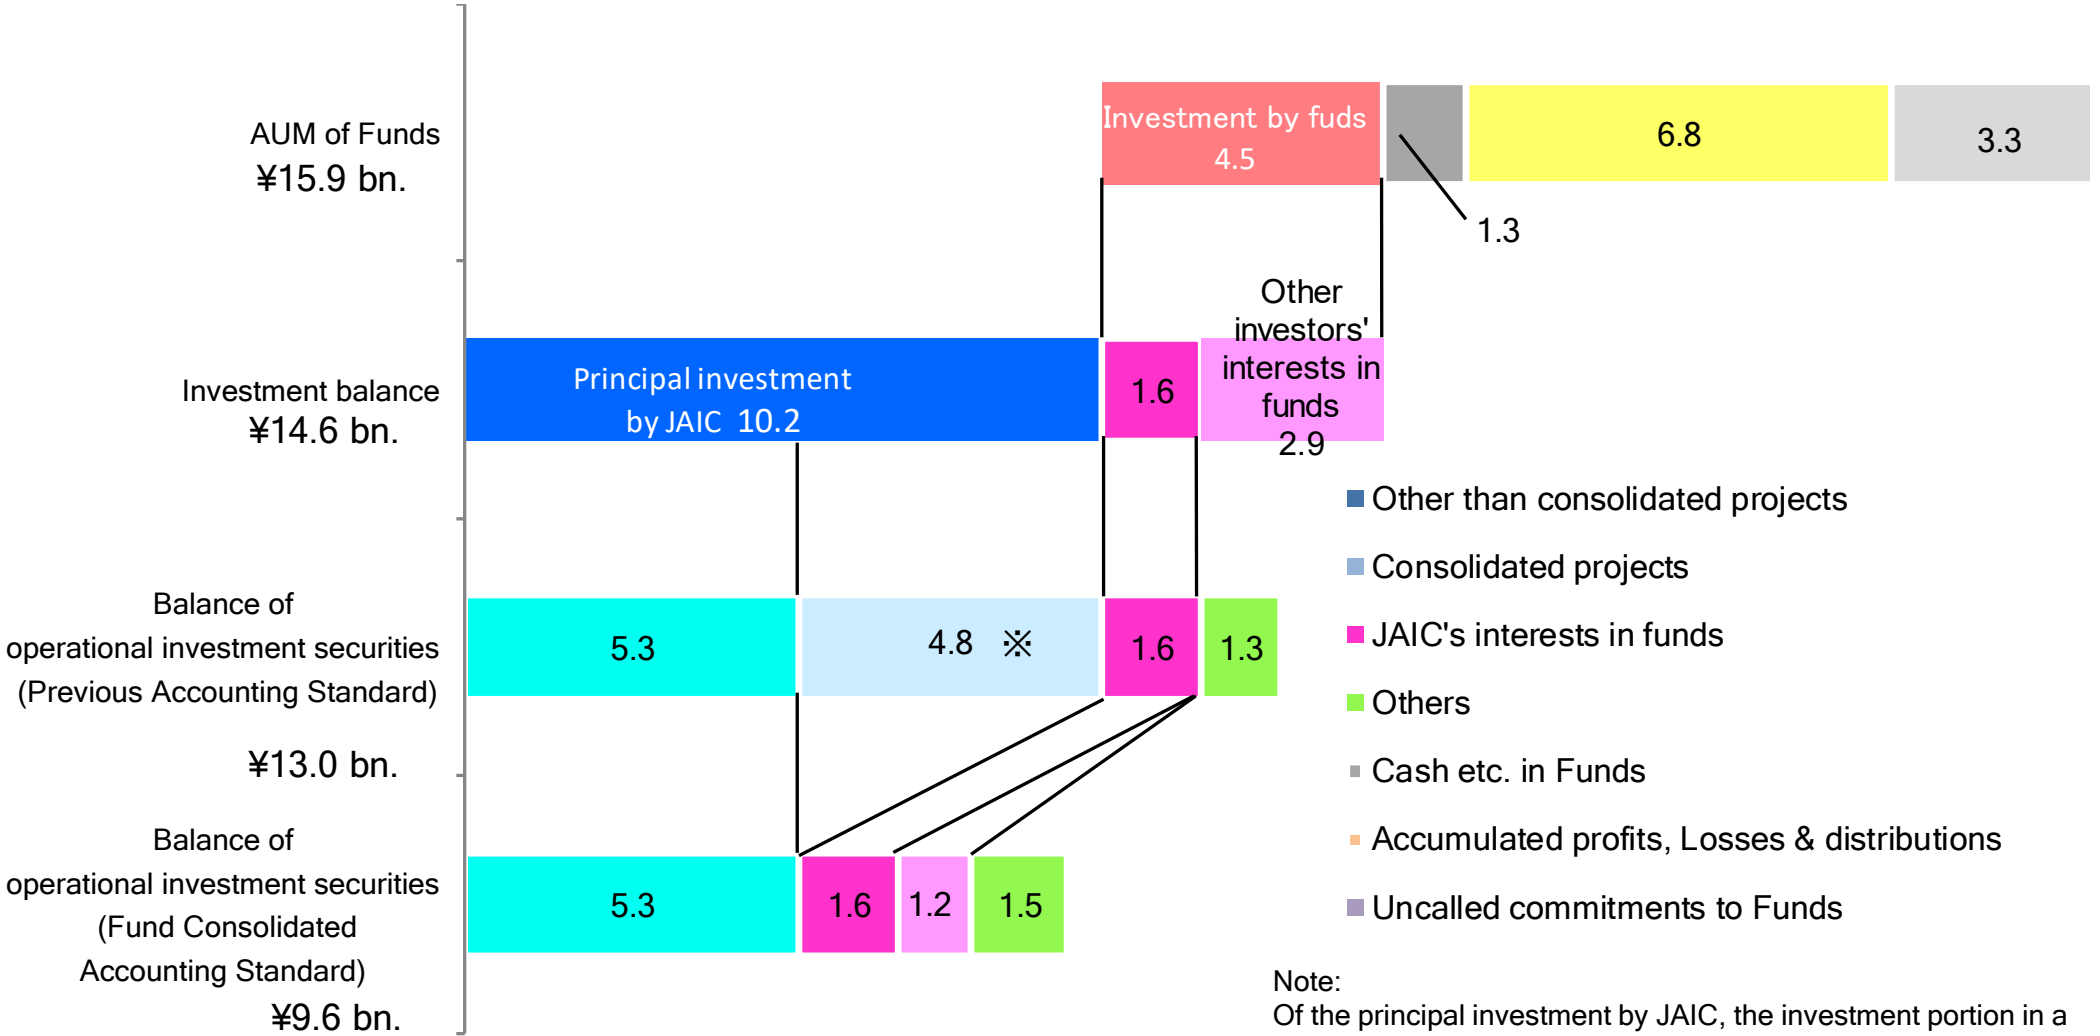 AUM of Funds
¥15.9 bn.
Investment by fuds
4.5
6.8
3.3
1.3
Investment balance
¥14.6 bn.
Principal investment
by JAIC 10.2
1.6
Other
investors'
interests in
funds
2.9
Balance of
operational investment securities
(Previous Accounting Standard)
¥13.0 bn.
5.3
4.8 ※
1.6
1.3
Balance of
operational investment securities
(Fund Consolidated
Accounting Standard)
¥9.6 bn.
5.3
1.6
1.2
1.5
Other than consolidated projects
Consolidated projects
JAIC's interests in funds
Others
Cash etc. in Funds
Accumulated profits, Losses & distributions
Uncalled commitments to Funds
Note:
Of the principal investment by JAIC, the investment portion in a